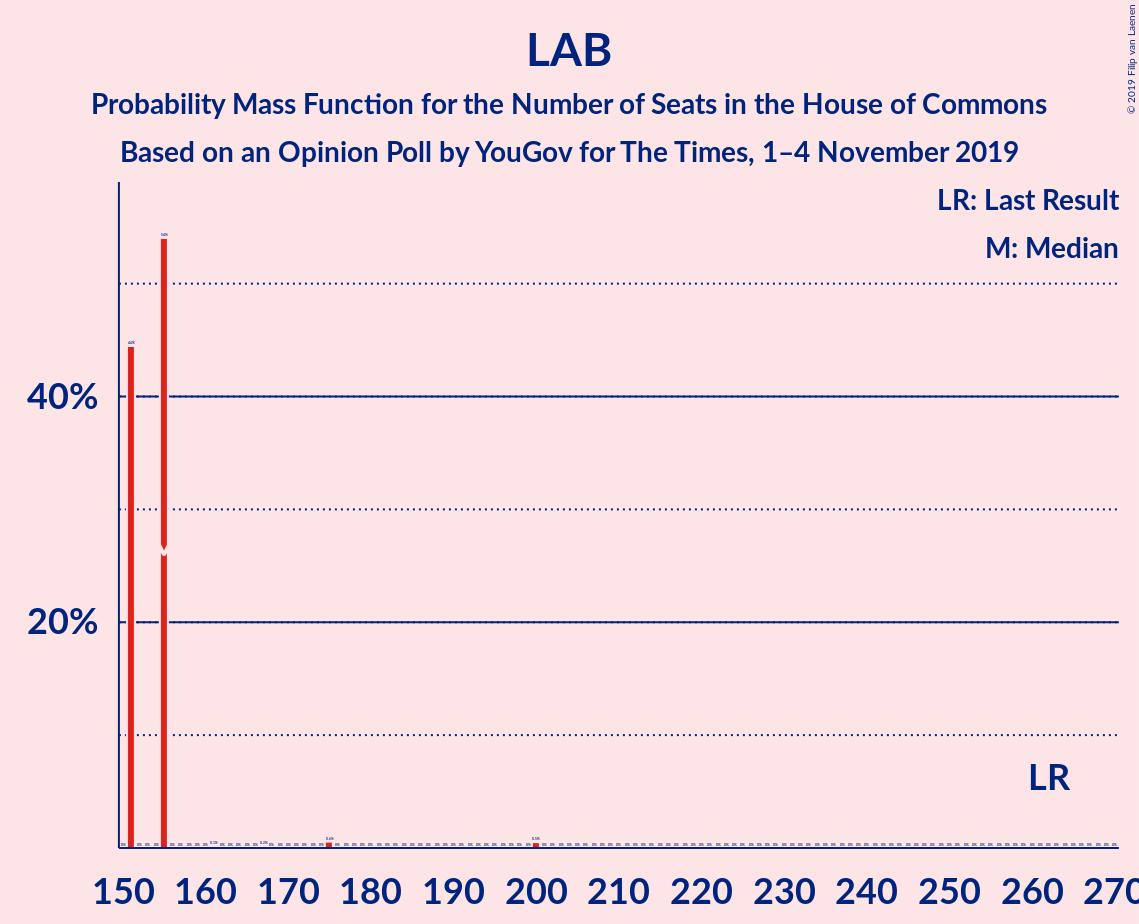 LAB
Probability Mass Function for the Number of Seats in the House of Commons
Based on an Opinion Poll by YouGov for The Times, 1–4 November 2019
© 2019 Filip van Laenen
LR: Last Result
M: Median
40%
20%
LR
150 160 170 180 190 200 210 220 230 240 250 260 270